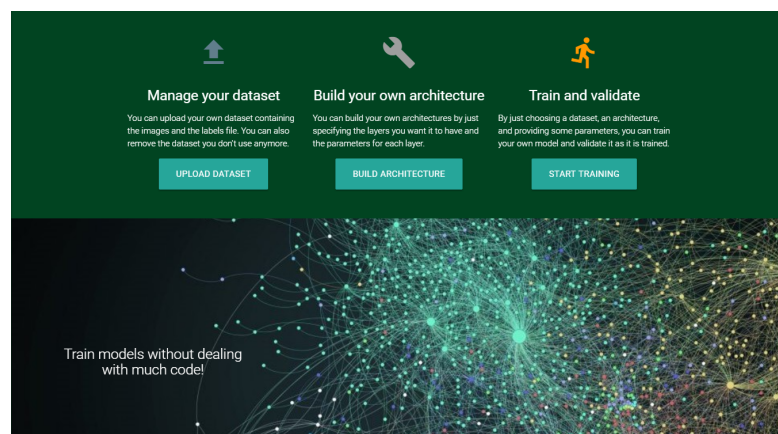 Manage your dataset
You can upload your own dataset containing
the images and the labels file. You can also
remove the dataset you don't use anymore.
UPLOAD DATASET
Build your own architecture
You can build your own architectures by just
specifying the layers you want it to have and
the parameters for each layer.
BUILD ARCHITECTURE
Train and validate
By just choosing a dataset, an architecture,
and providing some parameters, you can train
your own model and validate it as it is trained.
START TRAINING
Train models without dealing
with much code!